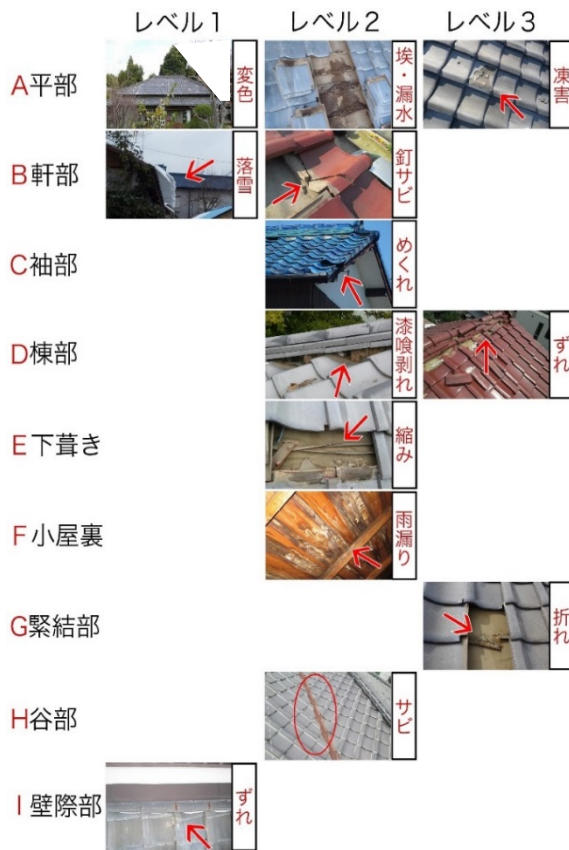 レベル1 レベル2 レベル3
A平部 変色 埃・漏水 凍害
B軒部 落雪 釘サビ
C袖部 めくれ
D棟部 漆喰剥れ ずれ
E下葺き 縮み
F小屋裏 雨漏り
G緊結部 折れ
H谷部 サビ
I壁際部 ずれ